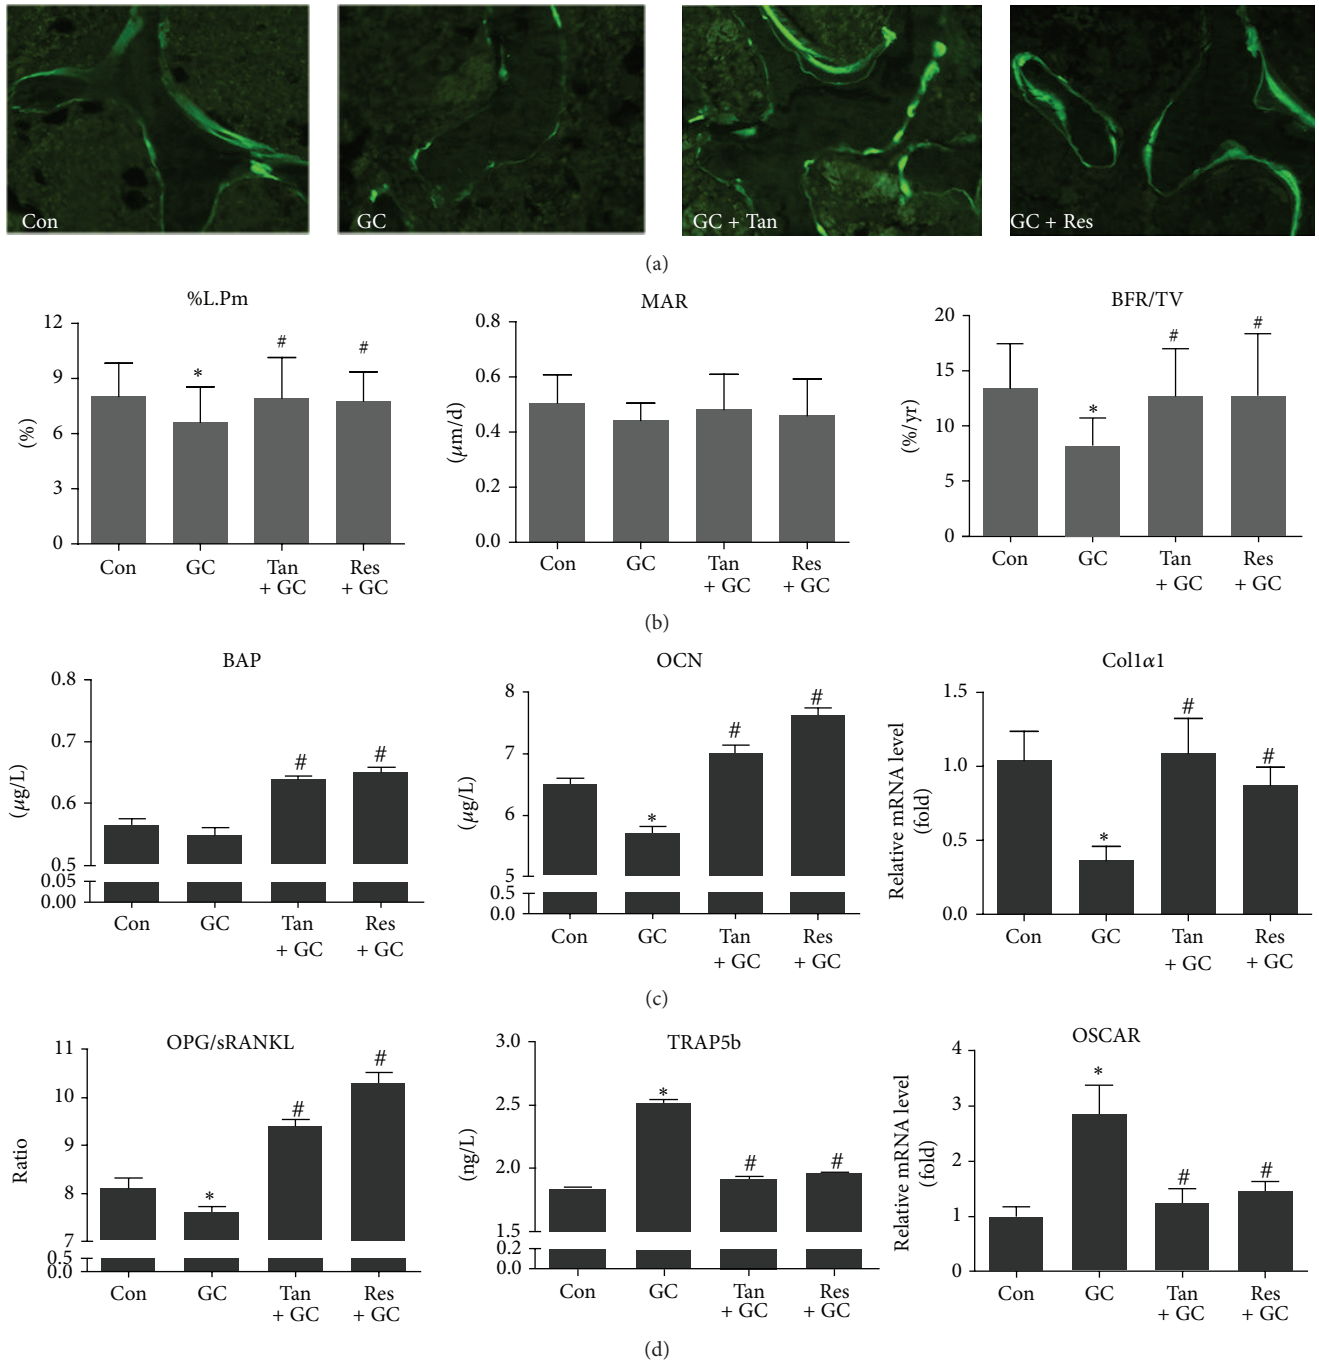 Con
GC
GC + Tan
GC + Res
(a)
%L.Pm
(%)
12
9
6
3
0
*
#
#
Con
GC
Tan
+ GC
Res
+ GC
MAR
(μm/d)
0.8
0.6
0.4
0.2
0.0
Con
GC
Tan
+ GC
Res
+ GC
BFR/TV
(%/yr)
20
15
10
5
0
*
#
#
Con
GC
Tan
+ GC
Res
+ GC
(b)
BAP
(μg/L)
0.8
0.7
0.6
0.5
0.05
0.00
#
#
Con
GC
Tan
+ GC
Res
+ GC
OCN
(μg/L)
8
7
6
5
0.5
0.0
*
#
#
Con
GC
Tan
+ GC
Res
+ GC
Col1α1
Relative mRNA level
(fold)
1.5
1.0
0.5
0.0
*
#
#
Con
GC
Tan
+ GC
Res
+ GC
(c)
OPG/sRANKL
Ratio
11
10
9
8
7
0.5
0.0
*
#
#
Con
GC
Tan
+ GC
Res
+ GC
TRAP5b
(ng/L)
3.0
2.5
2.0
1.5
0.2
0.0
*
#
#
Con
GC
Tan
+ GC
Res
+ GC
OSCAR
Relative mRNA level
(fold)
4
3
2
1
0
*
#
#
Con
GC
Tan
+ GC
Res
+ GC
(d)